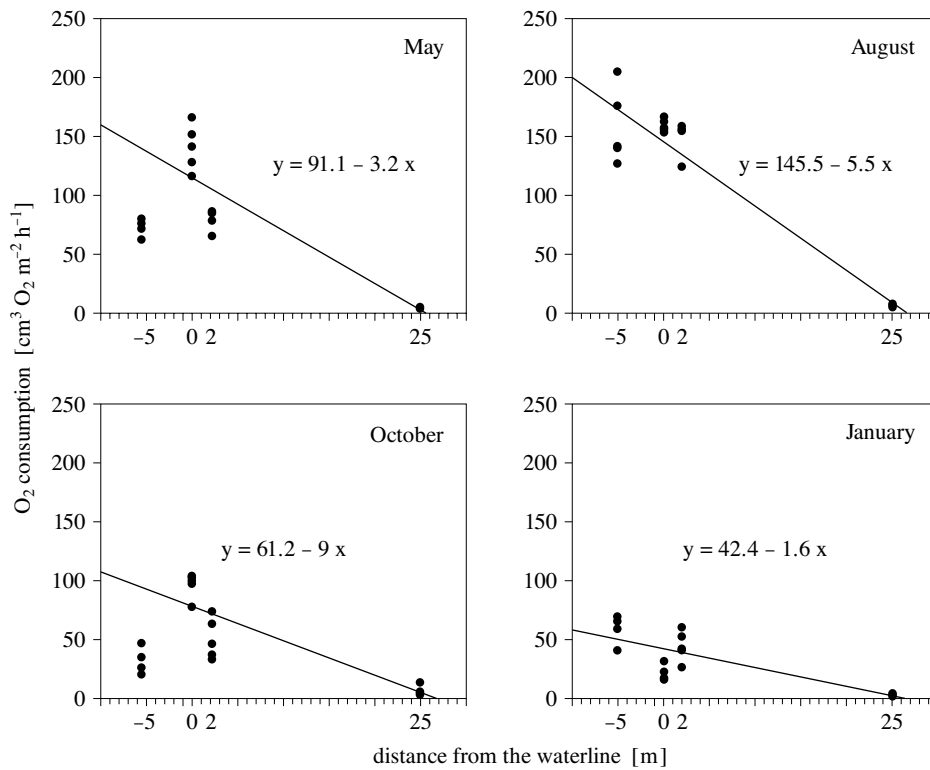 O₂ consumption [cm³ O₂ m⁻² h⁻¹]
250
200
150
100
50
0
May
y = 91.1 – 3.2 x
–5 0 2 25
250
200
150
100
50
0
August
y = 145.5 – 5.5 x
–5 0 2 25
250
200
150
100
50
0
October
y = 61.2 – 9 x
–5 0 2 25
250
200
150
100
50
0
January
y = 42.4 – 1.6 x
–5 0 2 25
distance from the waterline [m]